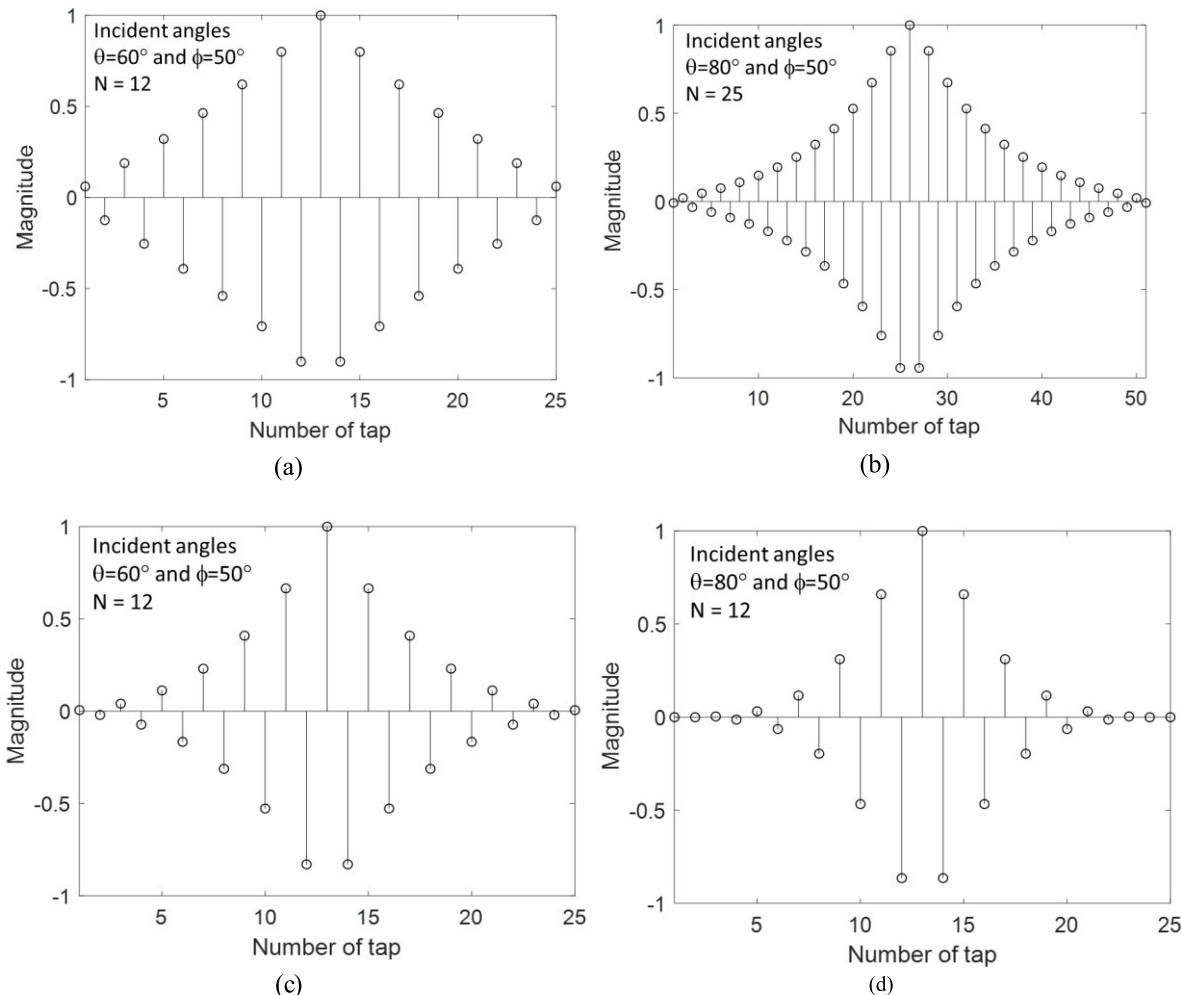 1
Incident angles
θ=60° and ϕ=50°
N = 12
0.5
0
-0.5
-1
Magnitude
5 10 15 20 25
Number of tap
(a)
1
Incident angles
θ=80° and ϕ=50°
N = 25
0.5
0
-0.5
-1
Magnitude
10 20 30 40 50
Number of tap
(b)
1
Incident angles
θ=60° and ϕ=50°
N = 12
0.5
0
-0.5
-1
Magnitude
5 10 15 20 25
Number of tap
(c)
1
Incident angles
θ=80° and ϕ=50°
N = 12
0.5
0
-0.5
-1
Magnitude
5 10 15 20 25
Number of tap
(d)